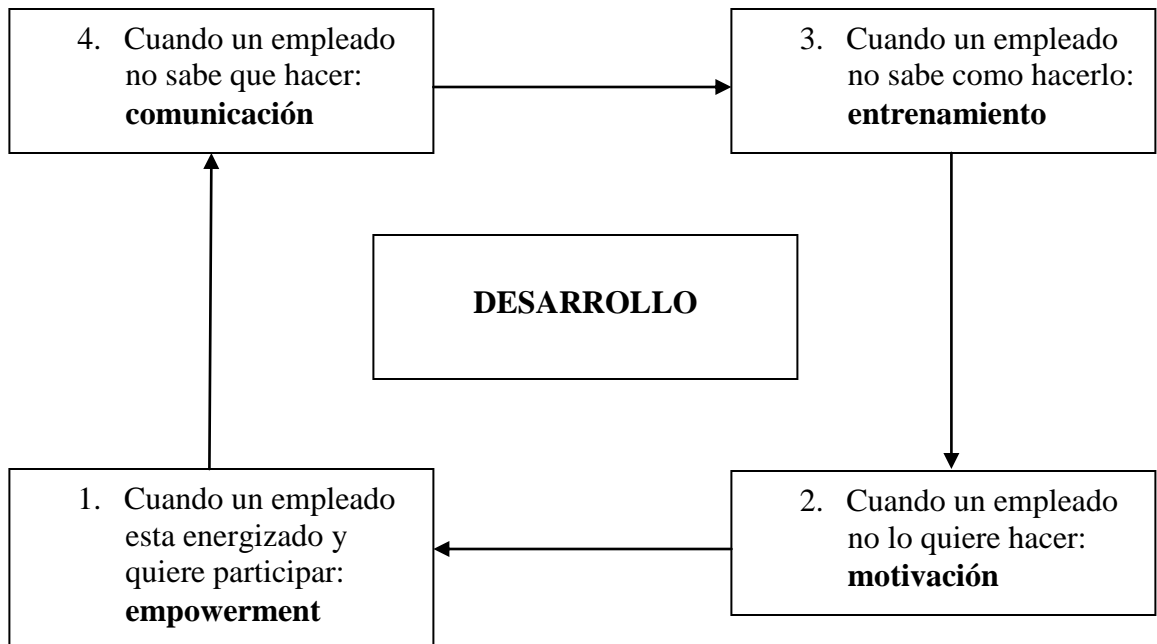 4. Cuando un empleado
no sabe que hacer:
comunicación
3. Cuando un empleado
no sabe como hacerlo:
entrenamiento
DESARROLLO
1. Cuando un empleado
esta energizado y
quiere participar:
empowerment
2. Cuando un empleado
no lo quiere hacer:
motivación